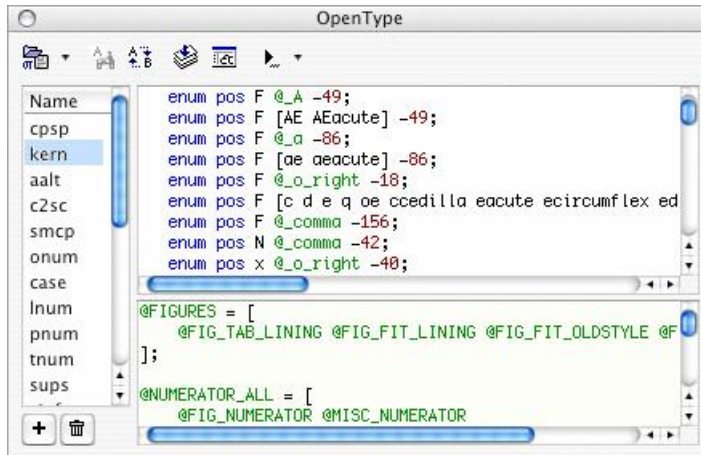 OpenType
Name
cpsp
kern
aalt
c2sc
smcp
onum
case
lnum
pnum
tnum
sups
enum pos F @_A -49;
enum pos F [AE AEacute] -49;
enum pos F @_a -86;
enum pos F [ae aeacute] -86;
enum pos F @_o_right -18;
enum pos F [c d e q oe ccedilla eacute ecircumflex ed
enum pos F @_comma -156;
enum pos N @_comma -42;
enum pos x @_o_right -40;
@FIGURES = [
@FIG_TAB_LINING @FIG_FIT_LINING @FIG_FIT_OLDSTYLE @F
];
@NUMERATOR_ALL = [
@FIG_NUMERATOR @MISC_NUMERATOR